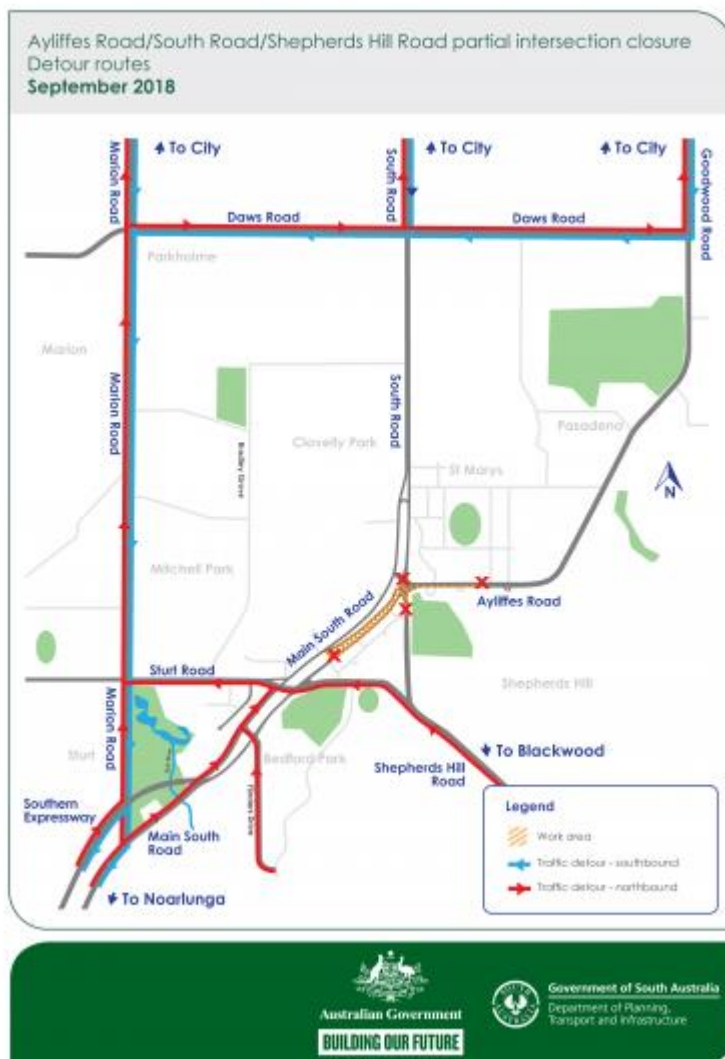 Ayliffes Road/South Road/Shepherds Hill Road partial intersection closure
Detour routes
September 2018
Marion Road
To City
South Road
To City
To City
Goodwood Road
Daws Road
Daws Road
Parkholme
Marion
Marion Road
South Road
Clovelly Park
Pasadena
Bradley Grove
St Marys
N
Mitchell Park
Main South Road
Ayliffes Road
Sturt Road
Shepherds Hill
Marion Road
Sturt
Bedford Park
To Blackwood
Shepherds Hill
Road
Southern
Expressway
Main South
Road
Flinders Drive
To Noarlunga
Legend
Work area
Traffic detour - southbound
Traffic detour - northbound
Australian Government
BUILDING OUR FUTURE
Government of South Australia
Department of Planning,
Transport and Infrastructure